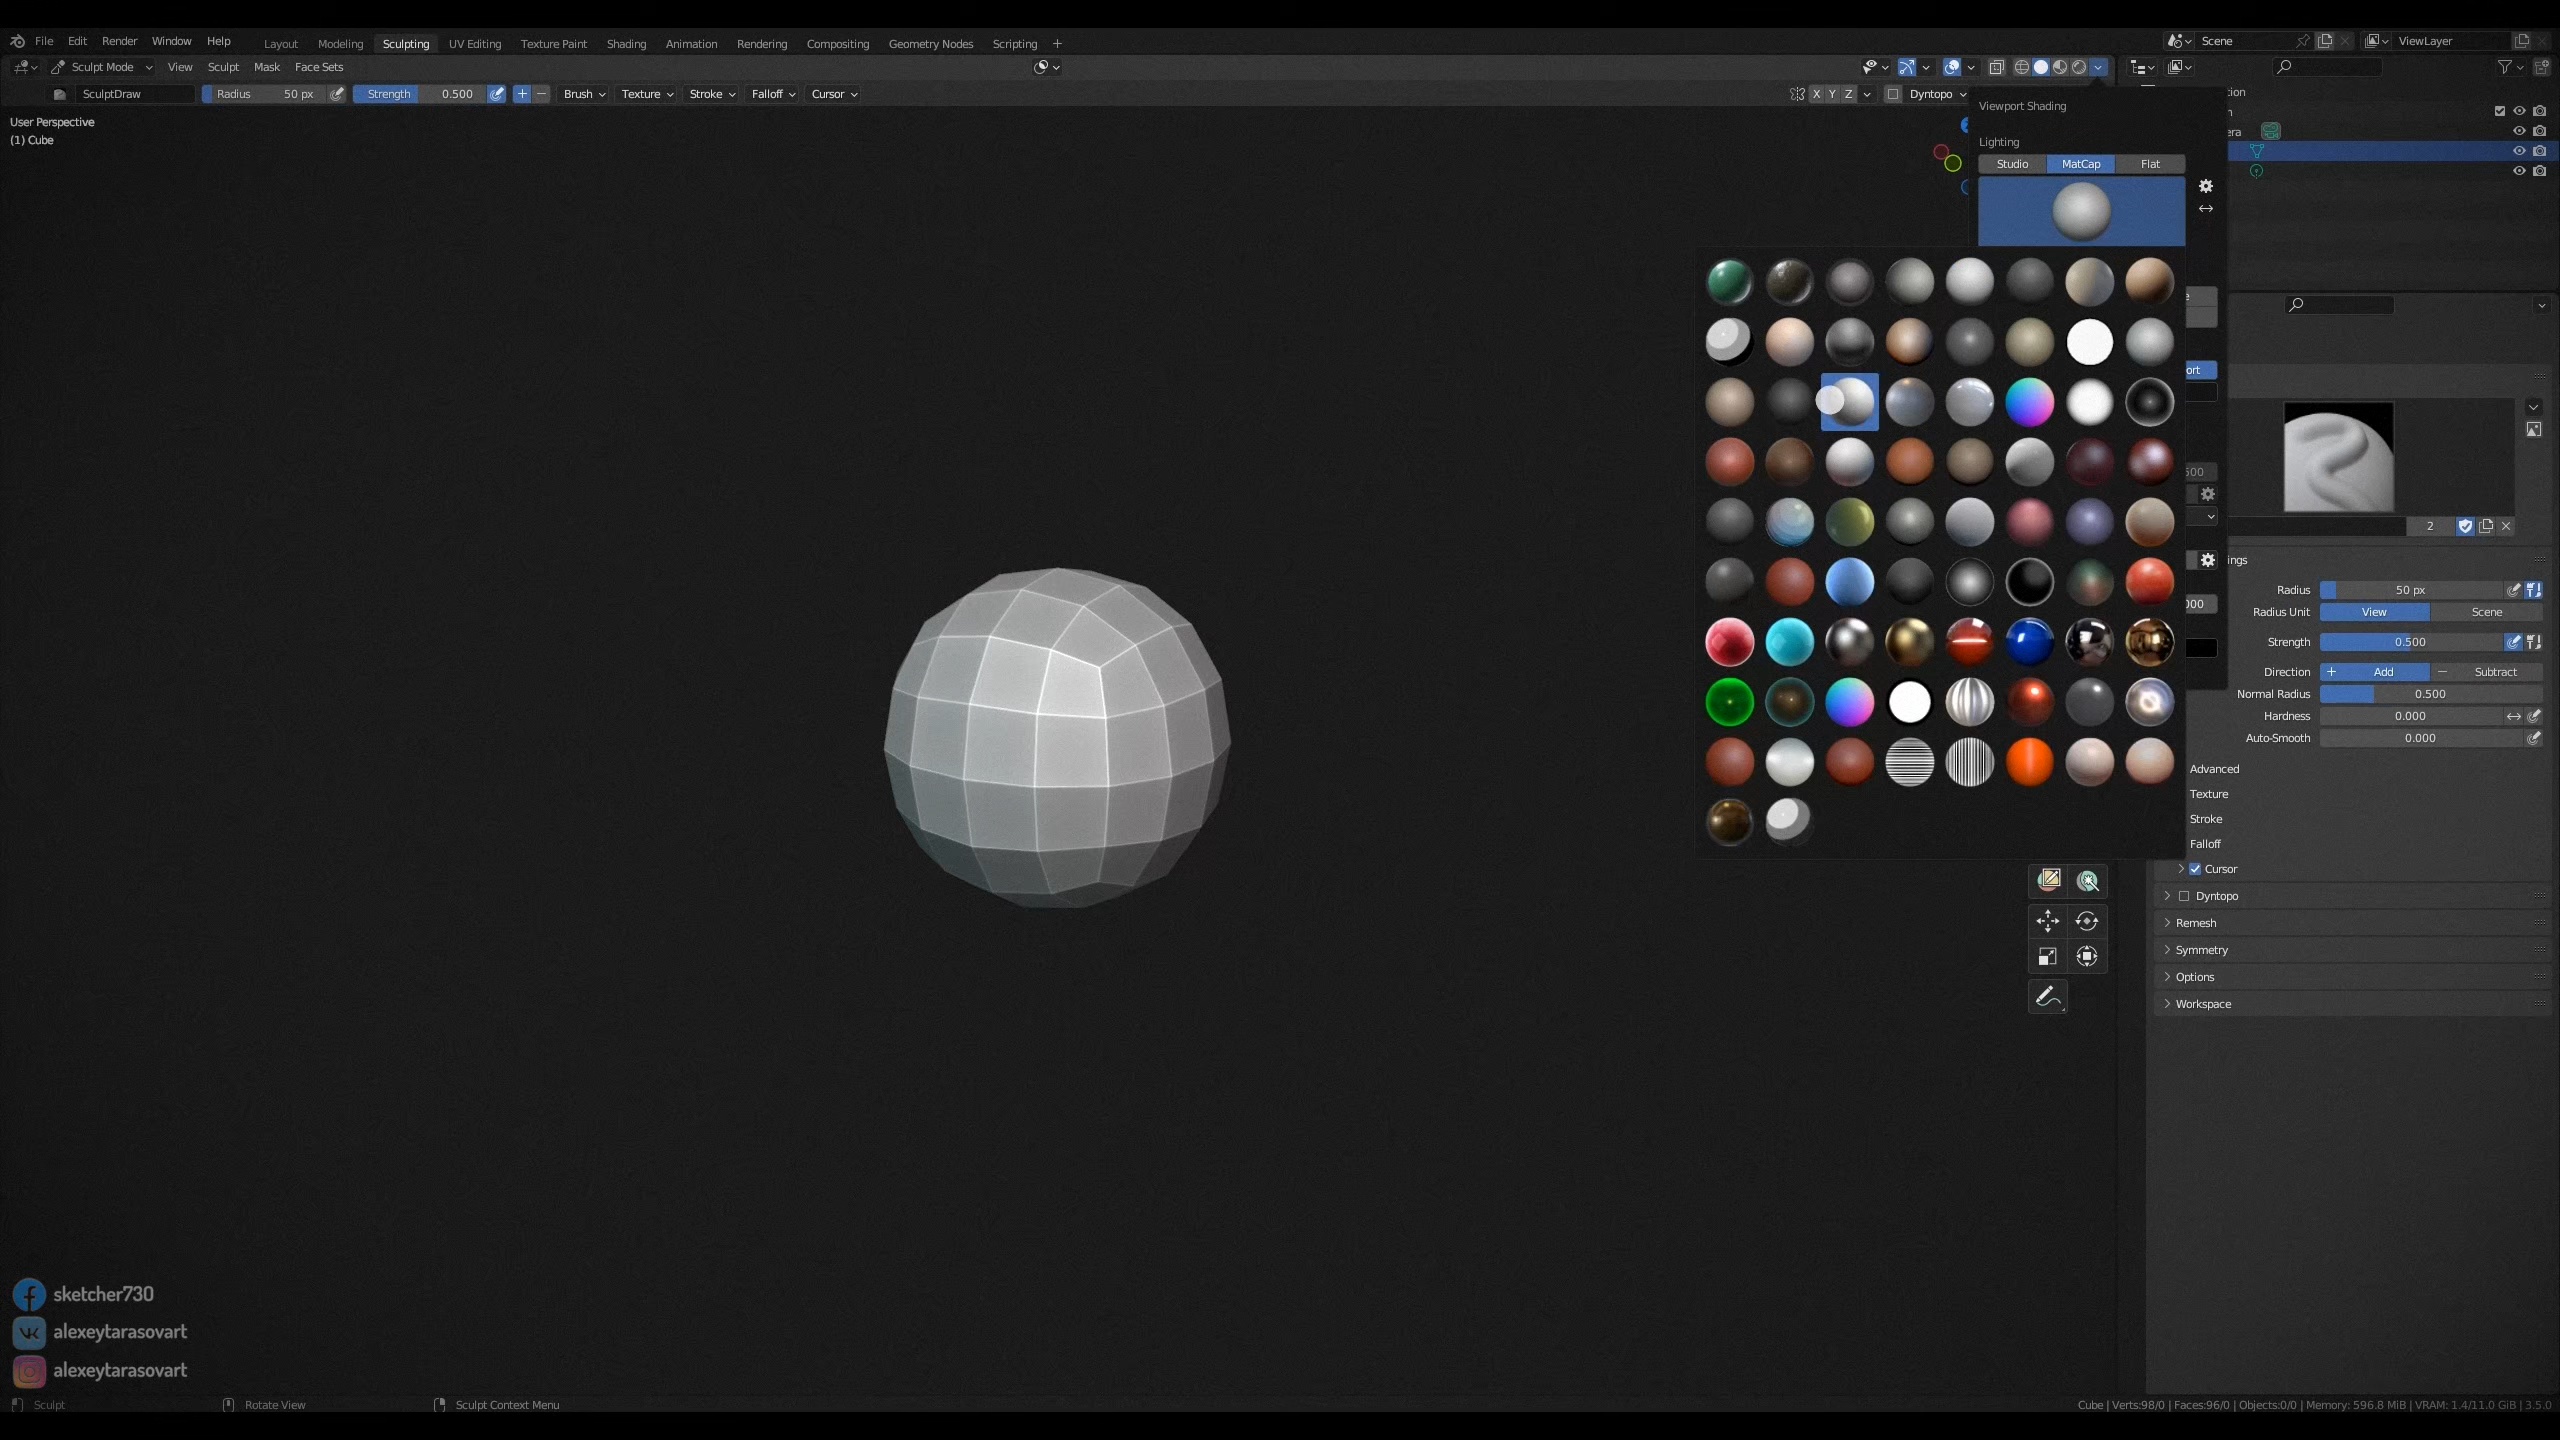 File Edit Render Window Help Layout Modeling Sculpting UV Editing Texture Paint Shading Animation Rendering Compositing Geometry Nodes Scripting + Scene ViewLayer
Sculpt Mode View Sculpt Mask Face Sets
SculptDraw Radius 50 px Strength 0.500 + − Brush Texture Stroke Falloff Cursor X Y Z Dyntopo
User Perspective
(1) Cube
Viewport Shading
Lighting
Studio MatCap Flat
2
Radius 50 px
Radius Unit View Scene
Strength 0.500
Direction + Add − Subtract
Normal Radius 0.500
Hardness 0.000
Auto-Smooth 0.000
Advanced
Texture
Stroke
Falloff
Cursor
Dyntopo
Remesh
Symmetry
Options
Workspace
sketcher730
alexeytarasovart
alexeytarasovart
Sculpt Rotate View Sculpt Context Menu Cube | Verts:98/0 | Faces:96/0 | Objects:0/0 | Memory: 596.8 MiB | VRAM: 1.4/11.0 GiB | 3.5.0